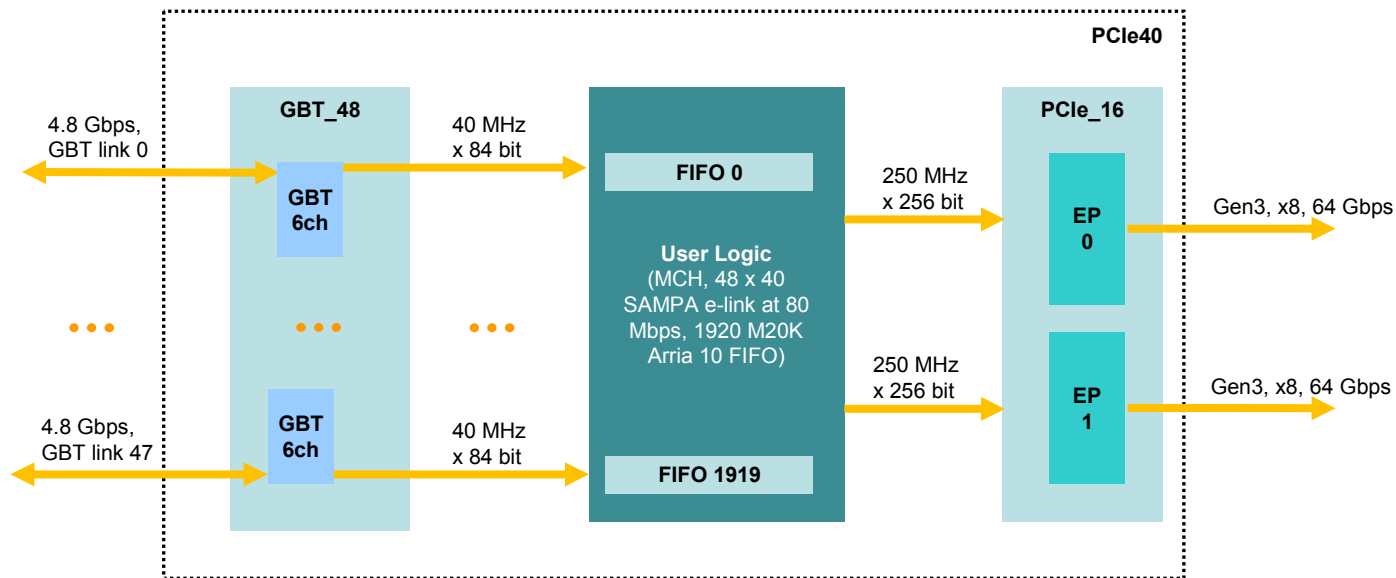 PCIe40
GBT_48
PCIe_16
4.8 Gbps,
GBT link 0
40 MHz
x 84 bit
GBT
6ch
FIFO 0
250 MHz
x 256 bit
EP
0
Gen3, x8, 64 Gbps
User Logic
(MCH, 48 x 40
SAMPA e-link at 80
Mbps, 1920 M20K
Arria 10 FIFO)
4.8 Gbps,
GBT link 47
GBT
6ch
40 MHz
x 84 bit
FIFO 1919
250 MHz
x 256 bit
EP
1
Gen3, x8, 64 Gbps